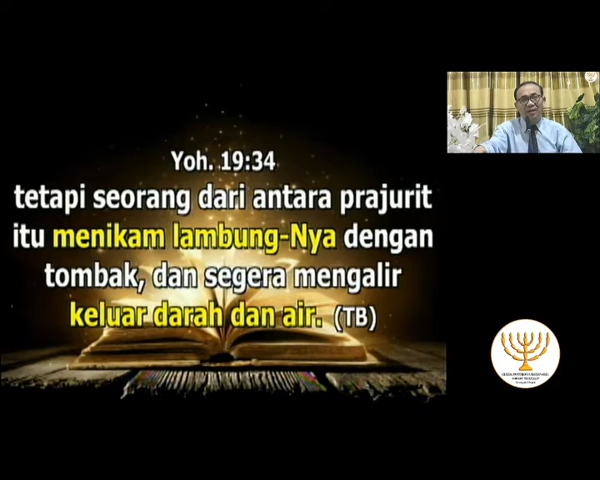 Yoh. 19:34
tetapi seorang dari antara prajurit
itu menikam lambung-Nya dengan
tombak, dan segera mengalir
keluar darah dan air. (TB)